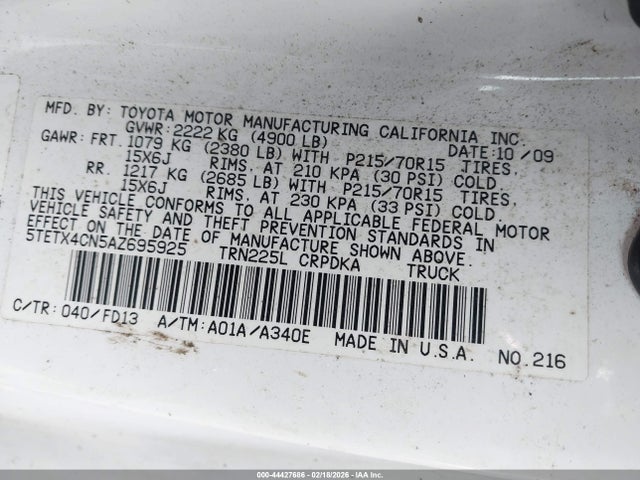 MFD. BY: TOYOTA MOTOR MANUFACTURING CALIFORNIA INC.
GVWR: 2222 KG (4900 LB) DATE: 10/09
GAWR: FRT. 1079 KG (2380 LB) WITH P215/70R15 TIRES,
15X6J RIMS, AT 210 KPA (30 PSI) COLD
RR. 1217 KG (2685 LB) WITH P215/70R15 TIRES,
15X6J RIMS, AT 230 KPA (33 PSI) COLD
THIS VEHICLE CONFORMS TO ALL APPLICABLE FEDERAL MOTOR
VEHICLE SAFETY AND THEFT PREVENTION STANDARDS IN
EFFECT ON THE DATE OF MANUFACTURE SHOWN ABOVE.
5TETX4CN5AZ695925 TRN225L CRPDKA TRUCK
C/TR: 040/FD13 A/TM: A01A/A340E MADE IN U.S.A. NO.216
000-44427686 - 02/18/2026 - IAAI.COM